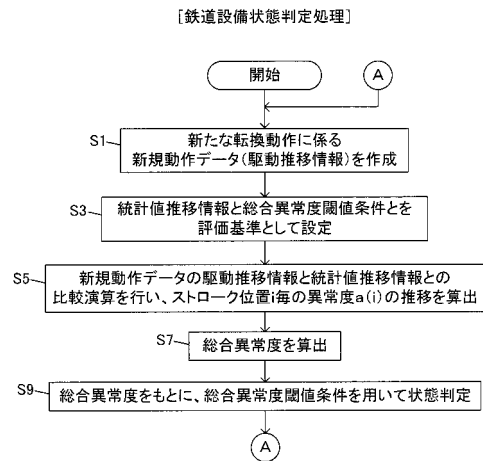 [鉄道設備状態判定処理]
開始
A
S1
新たな転換動作に係る
新規動作データ(駆動推移情報)を作成
S3
統計値推移情報と総合異常度閾値条件とを
評価基準として設定
S5
新規動作データの駆動推移情報と統計値推移情報との
比較演算を行い、ストローク位置i毎の異常度a(i)の推移を算出
S7
総合異常度を算出
S9
総合異常度をもとに、総合異常度閾値条件を用いて状態判定
A